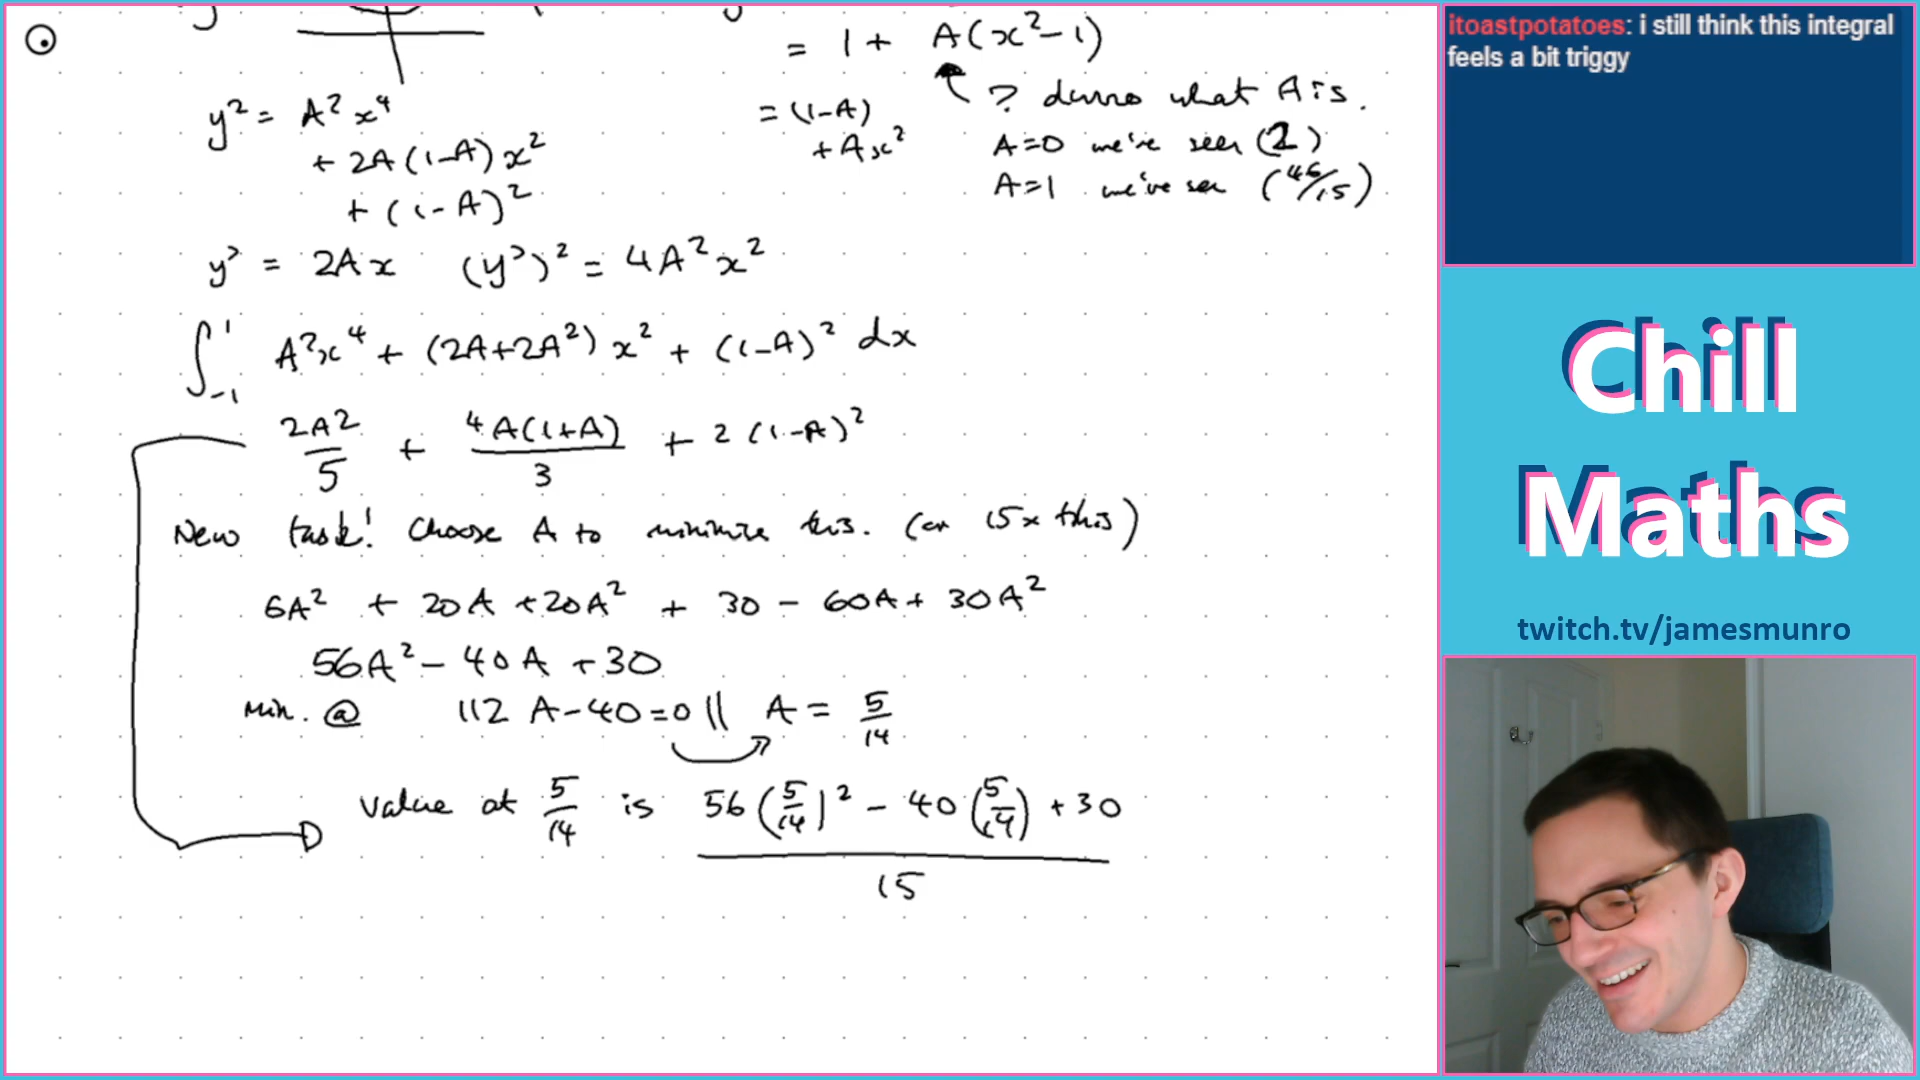 = 1 + A(x²-1)
y² = A²x⁴
+ 2A(1-A)x²
+ (1-A)²
= (1-A)
+ Ax²
? dunno what A is.
A=0 we've seen (2)
A=1 we've seen (46/15)
y' = 2Ax (y')² = 4A²x²
∫₋₁¹ A²x⁴ + (2A+2A²)x² + (1-A)² dx
2A²/5 + 4A(1+A)/3 + 2(1-A)²
New task! Choose A to minimize this. (or 15x this)
6A² + 20A + 20A² + 30 - 60A + 30A²
56A² - 40A + 30
Min. @ 112A - 40 = 0 || A = 5/14
Value at 5/14 is (56(5/14)² - 40(5/14) + 30)/15
itoastpotatoes: i still think this integral
feels a bit triggy
Chill
Maths
twitch.tv/jamesmunro